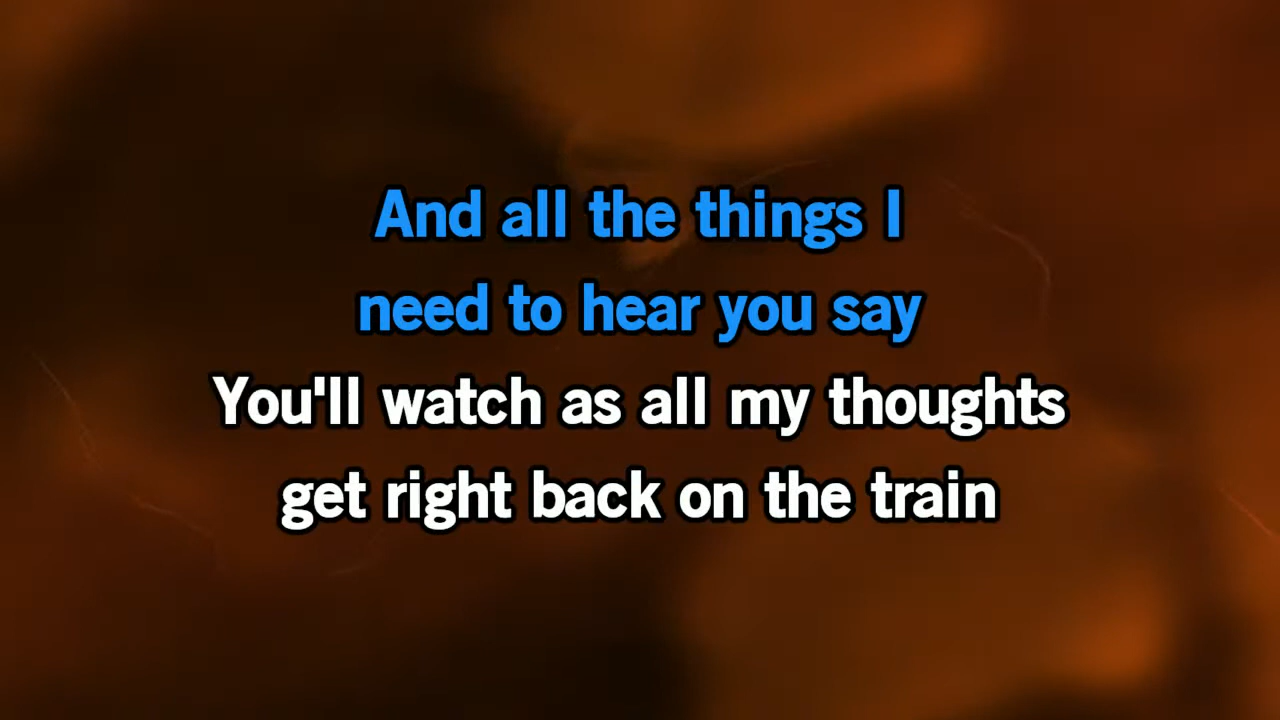 And all the things I
need to hear you say
You'll watch as all my thoughts
get right back on the train